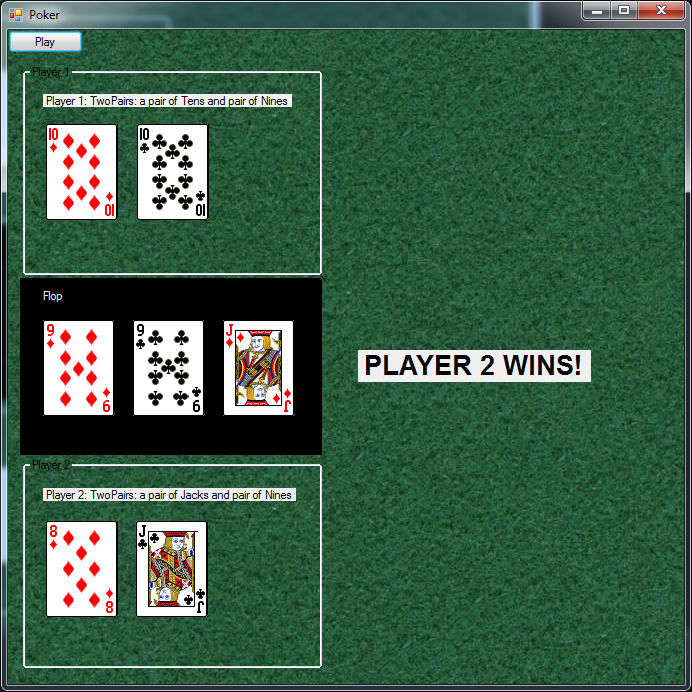 Poker
Play
Player 1
Player 1: TwoPairs: a pair of Tens and pair of Nines
10 10
10 10
Flop
9 9 J
9 9 J
PLAYER 2 WINS!
Player 2
Player 2: TwoPairs: a pair of Jacks and pair of Nines
8 J
8 J